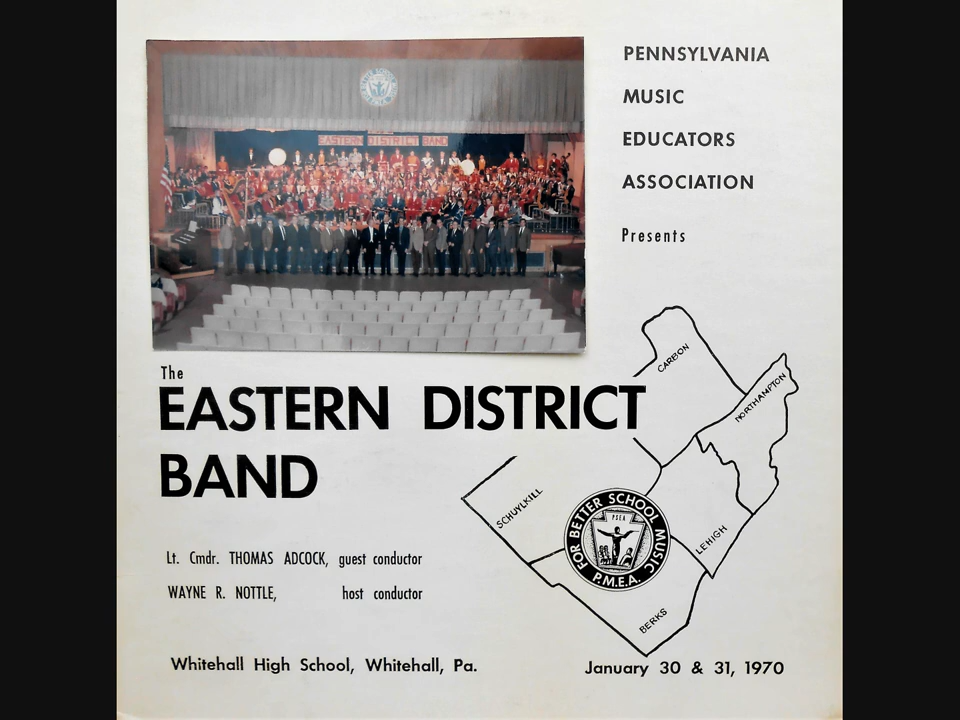 PENNSYLVANIA
MUSIC
EDUCATORS
ASSOCIATION
Presents
EASTERN DISTRICT BAND
The
EASTERN DISTRICT
BAND
CARBON
NORTHAMPTON
SCHUYLKILL
LEHIGH
BERKS
FOR BETTER SCHOOL MUSIC
PSEA
P.M.E.A.
Lt. Cmdr. THOMAS ADCOCK, guest conductor
WAYNE R. NOTTLE, host conductor
Whitehall High School, Whitehall, Pa.
January 30 & 31, 1970